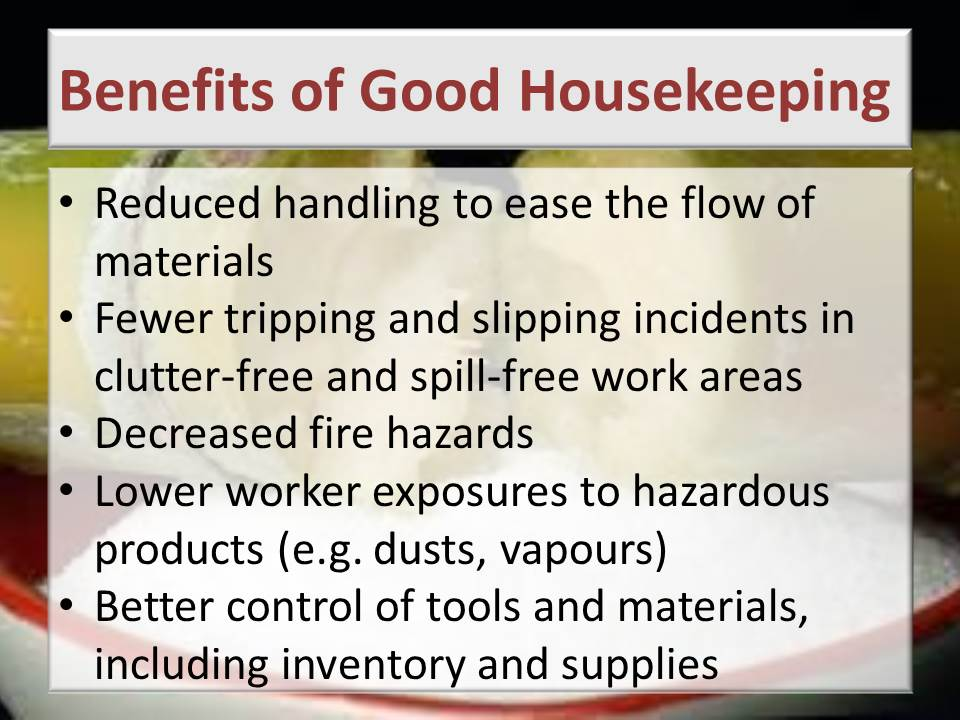 Benefits of Good Housekeeping
• Reduced handling to ease the flow of
materials
• Fewer tripping and slipping incidents in
clutter-free and spill-free work areas
• Decreased fire hazards
• Lower worker exposures to hazardous
products (e.g. dusts, vapours)
• Better control of tools and materials,
including inventory and supplies